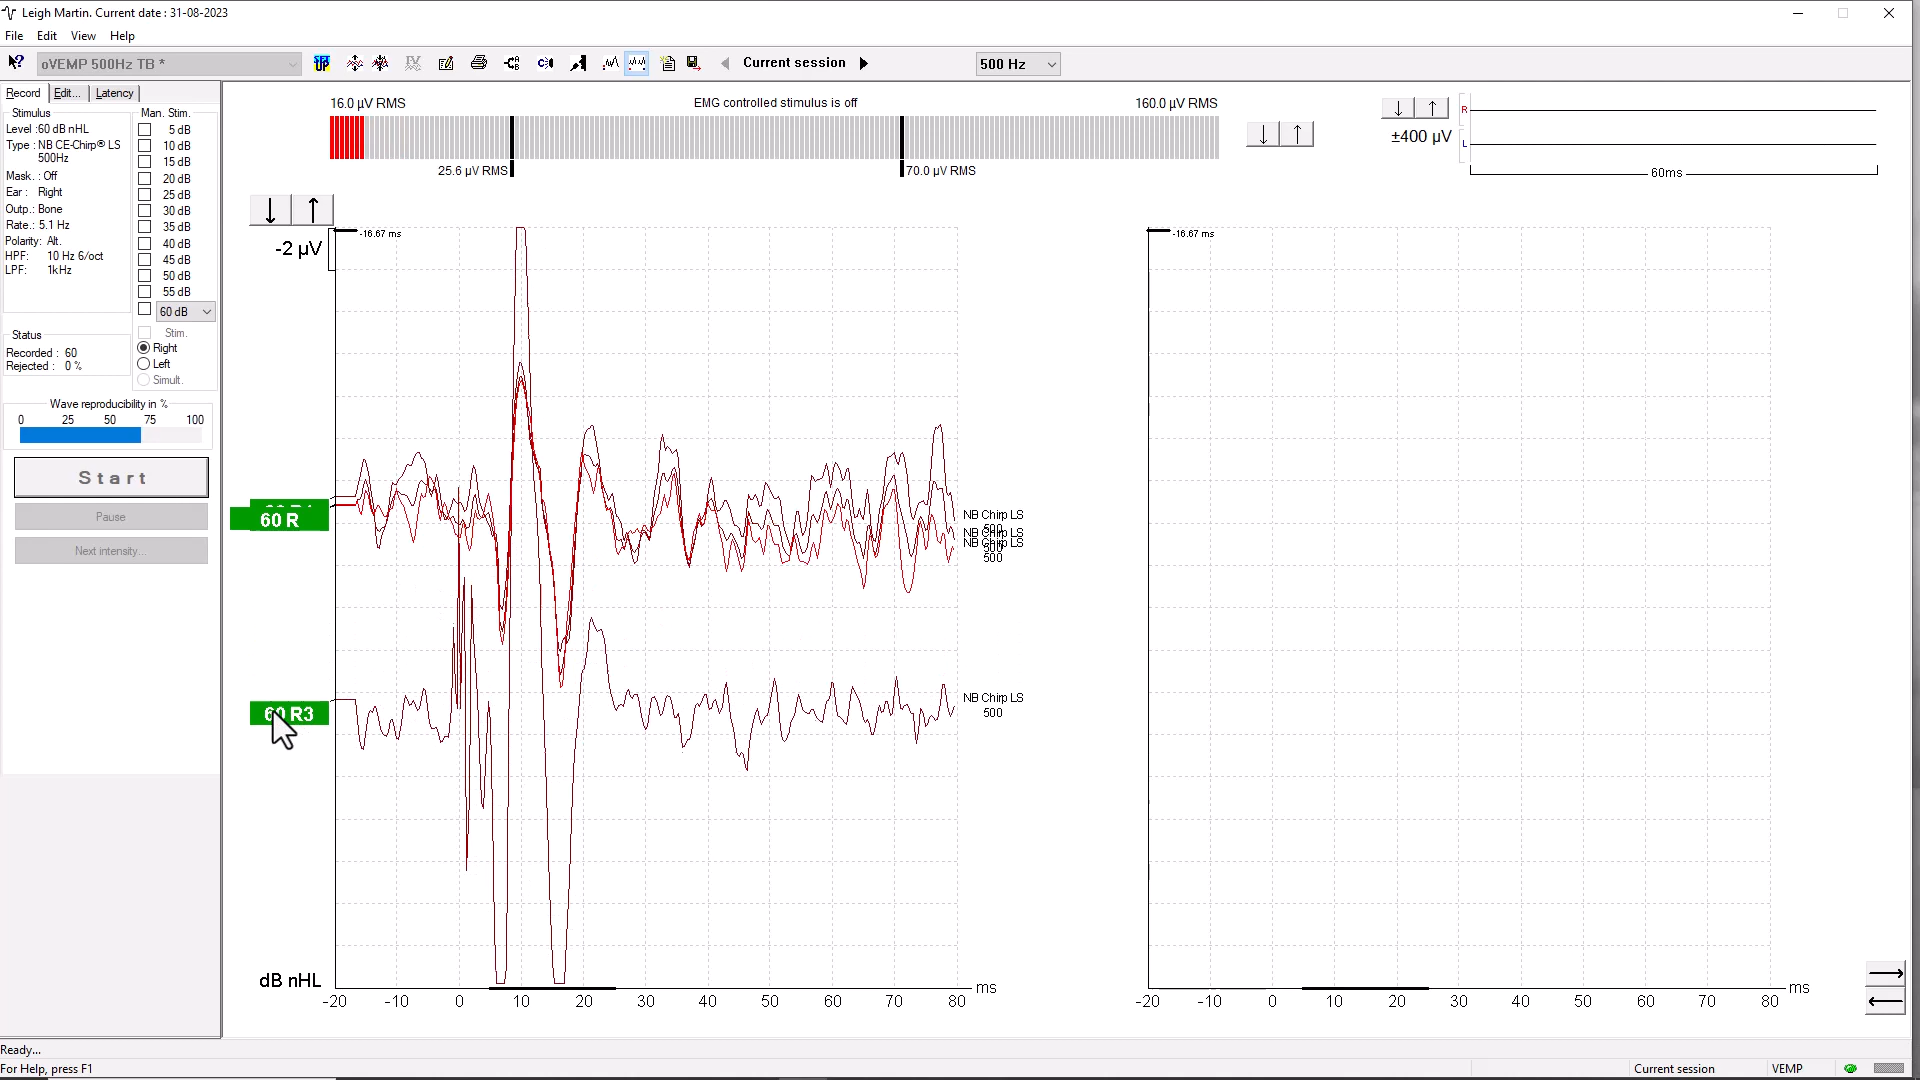 Leigh Martin. Current date : 31-08-2023
File Edit View Help
oVEMP 500Hz TB *
SET UP
Current session
500 Hz
Record Edit... Latency
Stimulus
Level :60 dB nHL
Type : NB CE-Chirp® LS
500Hz
Mask. : Off
Ear : Right
Outp.: Bone
Rate.: 5.1 Hz
Polarity: Alt.
HPF: 10 Hz 6/oct
LPF: 1kHz
Man. Stim.
5 dB
10 dB
15 dB
20 dB
25 dB
30 dB
35 dB
40 dB
45 dB
50 dB
55 dB
60 dB
Stim.
Right
Left
Simult.
Status
Recorded : 60
Rejected : 0 %
Wave reproducibility in %
0 25 50 75 100
Start
Pause
Next intensity...
16.0 µV RMS
EMG controlled stimulus is off
160.0 µV RMS
25.6 µV RMS
70.0 µV RMS
±400 µV
R
L
60ms
-2 µV
-16.67 ms
-16.67 ms
60 R
NB Chirp LS
500
NB Chirp LS
NB Chirp LS
500
60 R3
NB Chirp LS
500
dB nHL
-20 -10 0 10 20 30 40 50 60 70 80 ms
-20 -10 0 10 20 30 40 50 60 70 80 ms
Ready...
For Help, press F1
Current session
VEMP